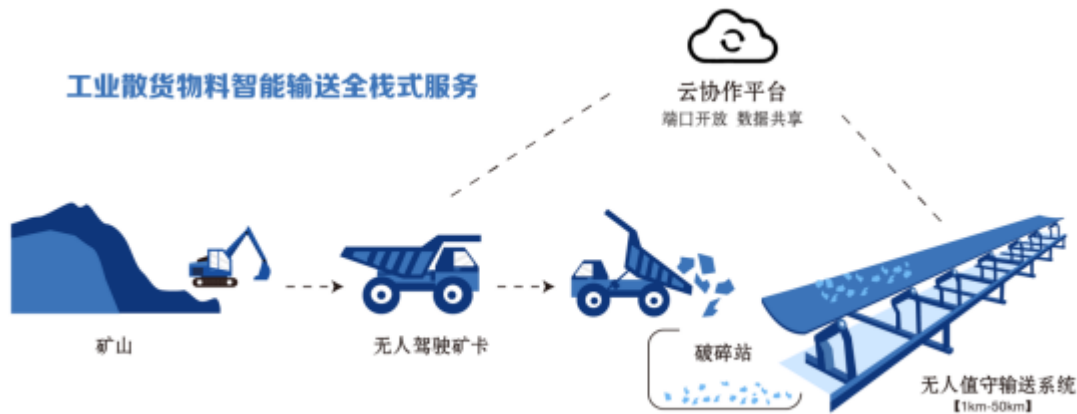 工业散货物料智能输送全栈式服务
云协作平台
端口开放 数据共享
矿山
无人驾驶矿卡
破碎站
无人值守输送系统
【1km-50km】